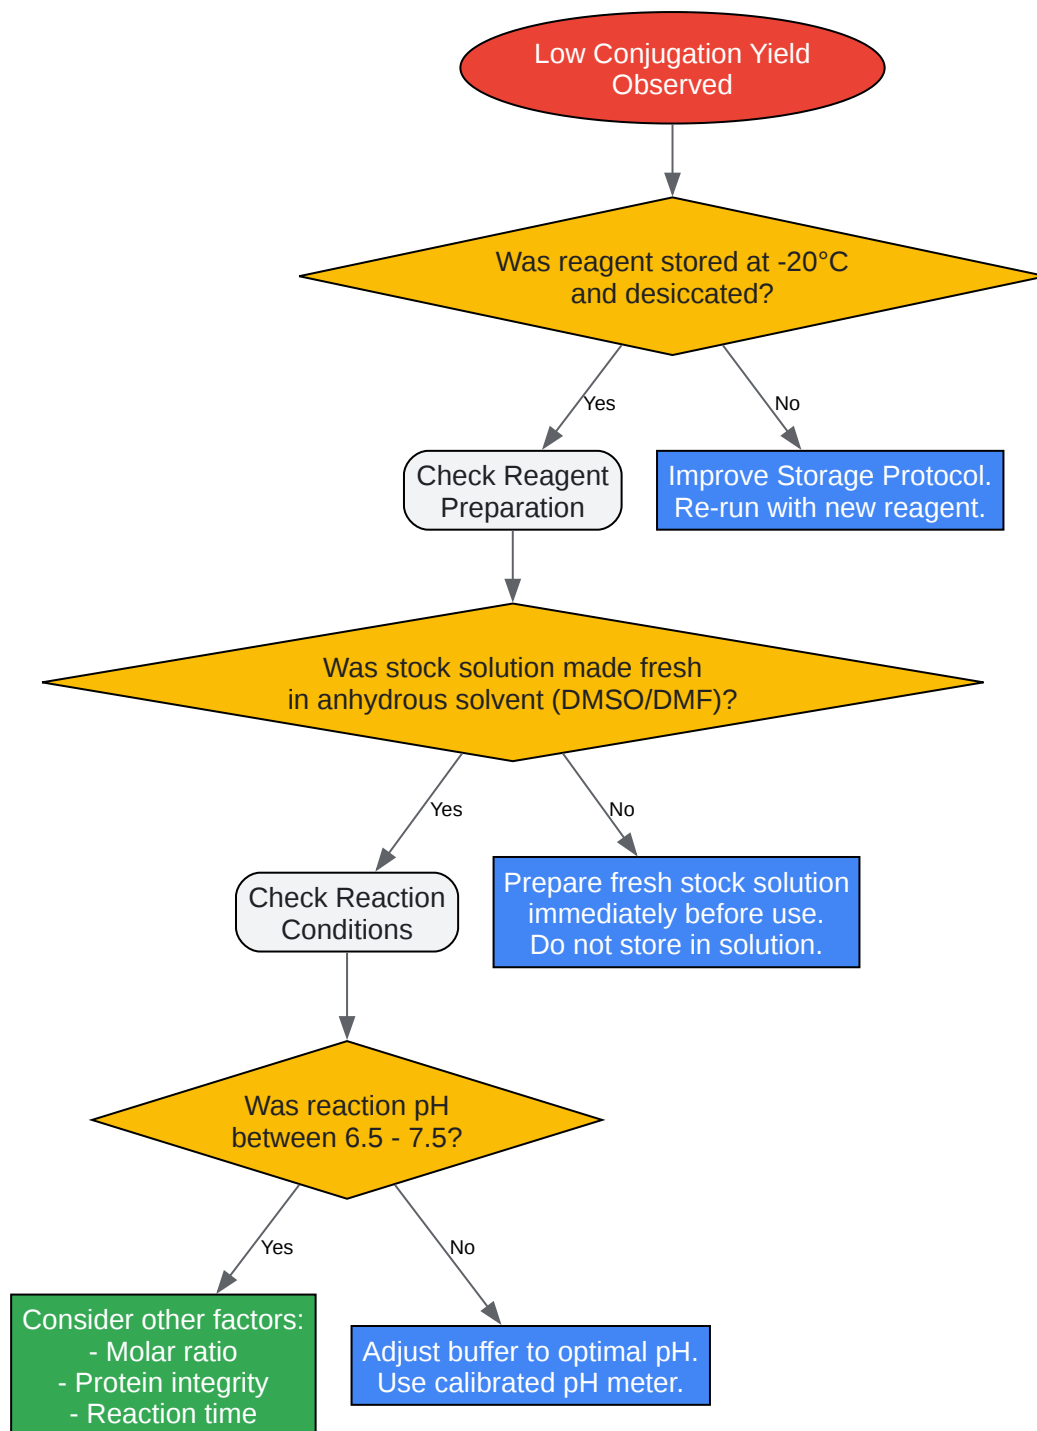 Low Conjugation Yield
Observed
Was reagent stored at -20°C
and desiccated?
Yes
No
Check Reagent
Preparation
Improve Storage Protocol.
Re-run with new reagent.
Was stock solution made fresh
in anhydrous solvent (DMSO/DMF)?
Yes
No
Check Reaction
Conditions
Prepare fresh stock solution
immediately before use.
Do not store in solution.
Was reaction pH
between 6.5 - 7.5?
Yes
No
Consider other factors:
- Molar ratio
- Protein integrity
- Reaction time
Adjust buffer to optimal pH.
Use calibrated pH meter.